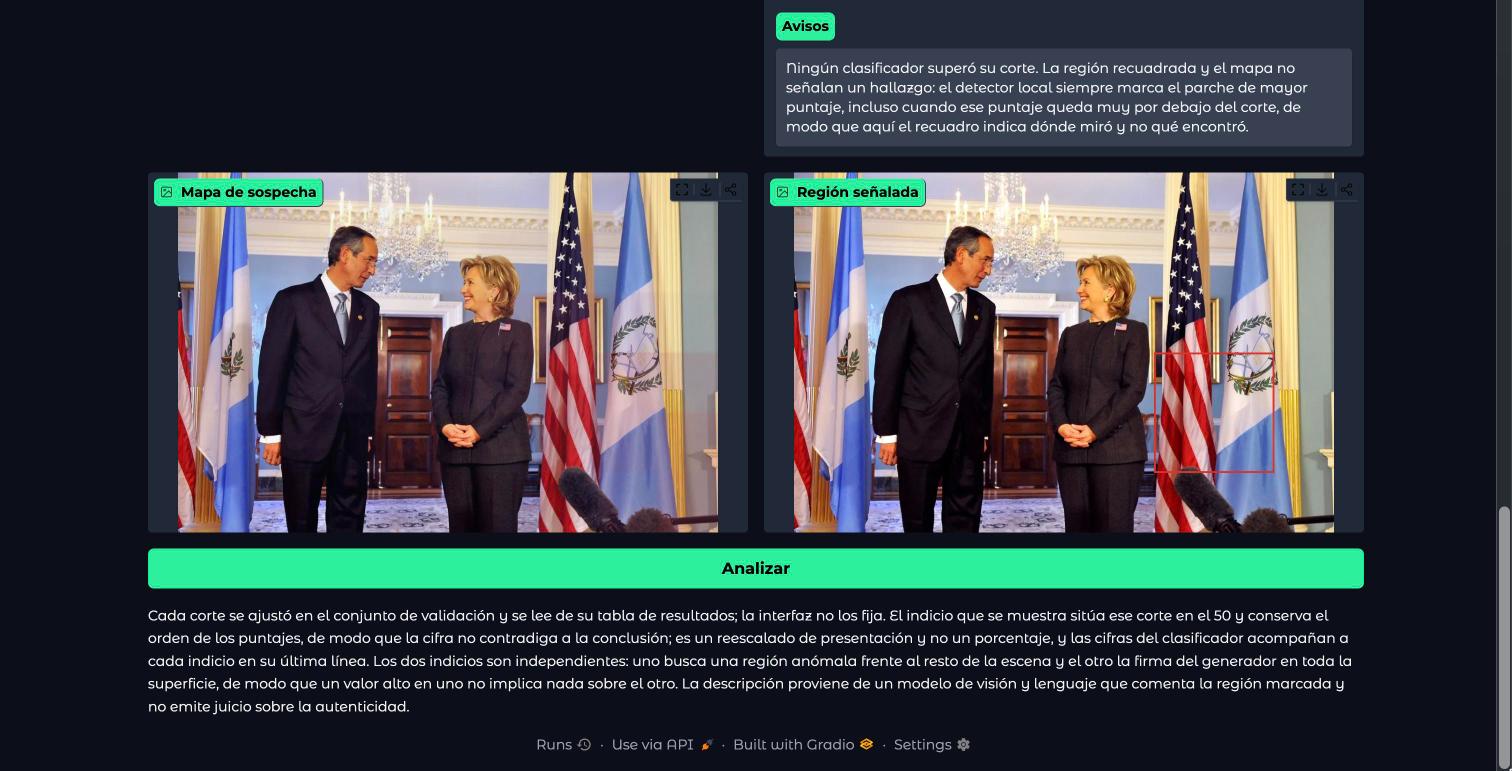 Avisos
Ningún clasificador superó su corte. La región recuadrada y el mapa no
señalan un hallazgo: el detector local siempre marca el parche de mayor
puntaje, incluso cuando ese puntaje queda muy por debajo del corte, de
modo que aquí el recuadro indica dónde miró y no qué encontró.
Mapa de sospecha
Región señalada
Analizar
Cada corte se ajustó en el conjunto de validación y se lee de su tabla de resultados; la interfaz no los fija. El indicio que se muestra sitúa ese corte en el 50 y conserva el
orden de los puntajes, de modo que la cifra no contradiga a la conclusión; es un reescalado de presentación y no un porcentaje, y las cifras del clasificador acompañan a
cada indicio en su última línea. Los dos indicios son independientes: uno busca una región anómala frente al resto de la escena y el otro la firma del generador en toda la
superficie, de modo que un valor alto en uno no implica nada sobre el otro. La descripción proviene de un modelo de visión y lenguaje que comenta la región marcada y
no emite juicio sobre la autenticidad.
Runs · Use via API · Built with Gradio · Settings